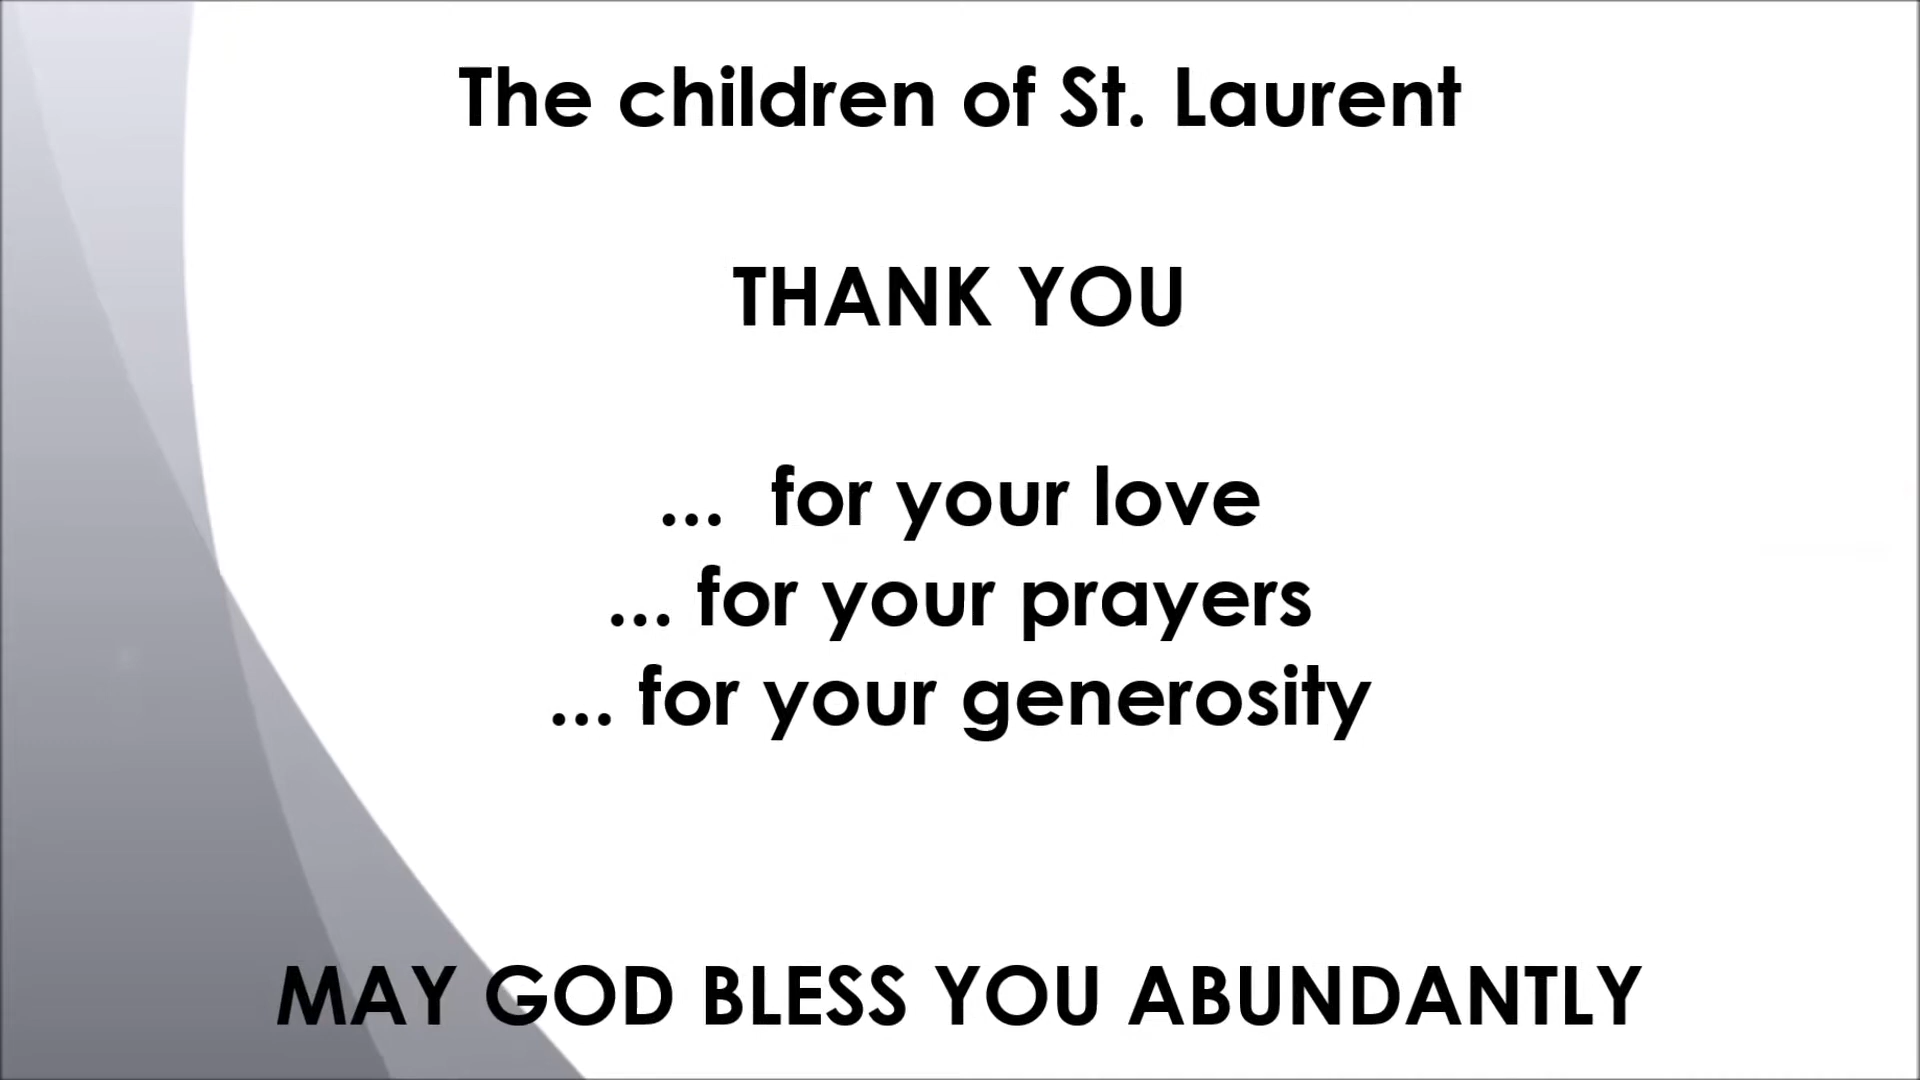 The children of St. Laurent
THANK YOU
...  for your love
... for your prayers
... for your generosity
MAY GOD BLESS YOU ABUNDANTLY